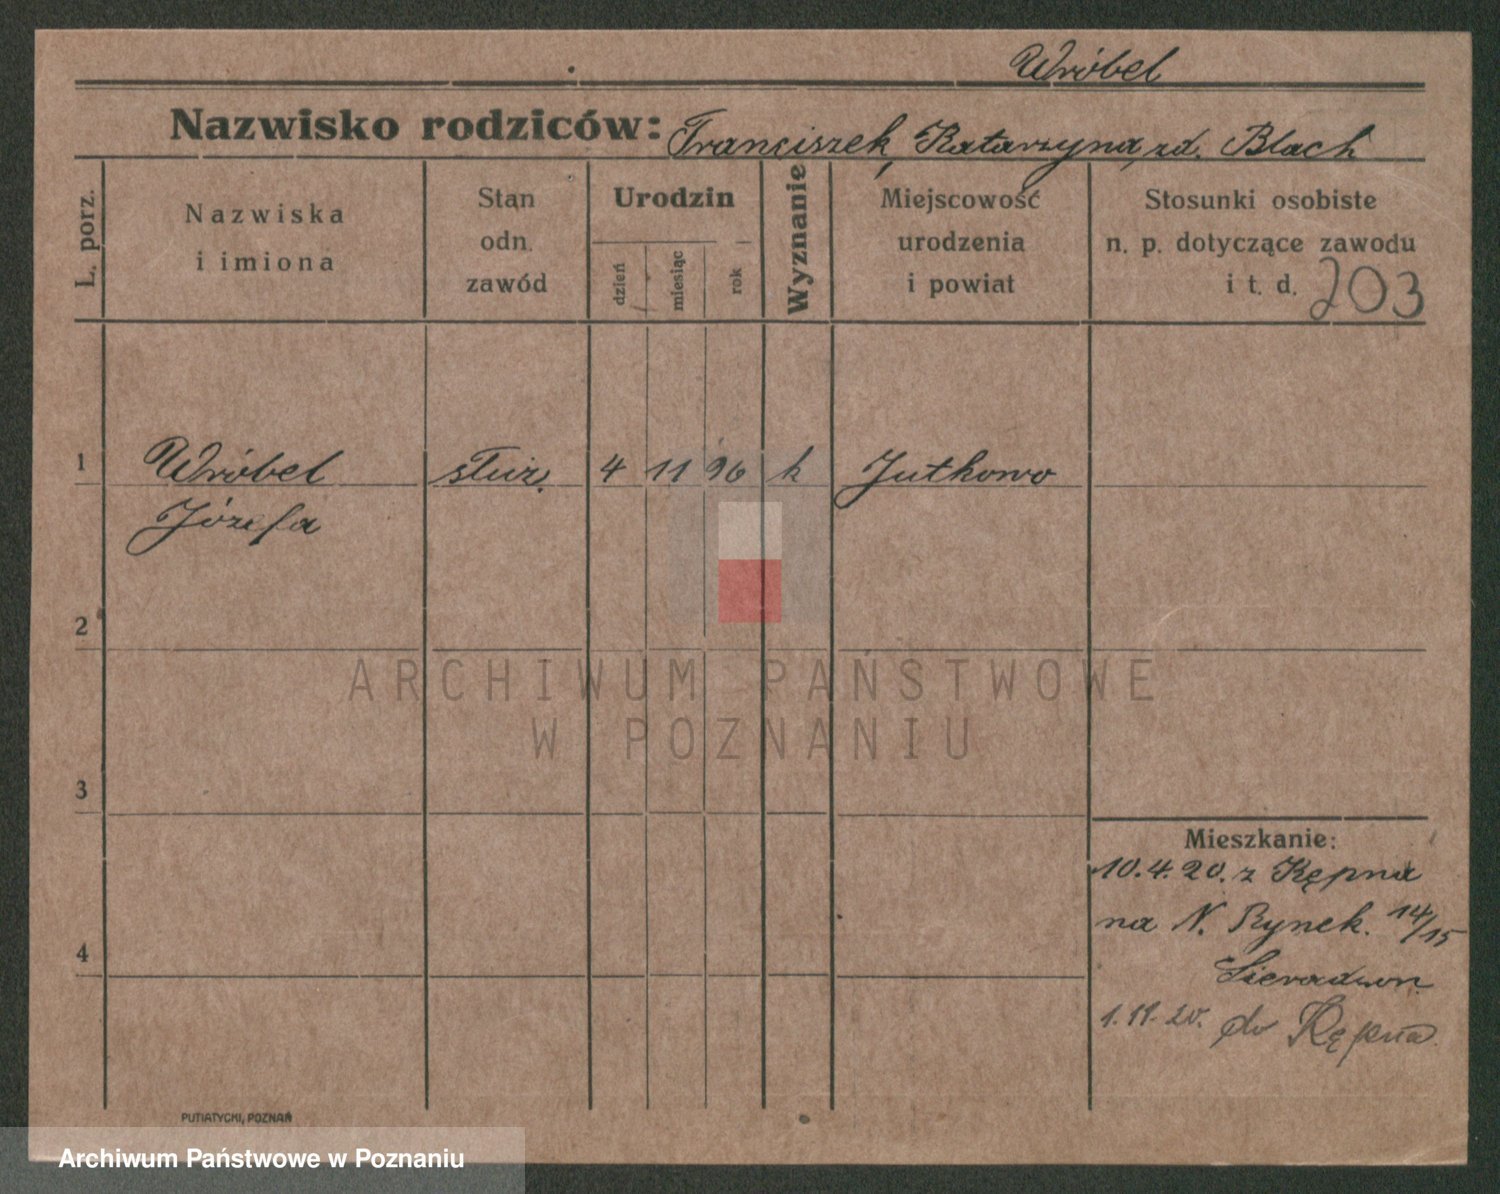 Wróbel
Nazwisko rodziców: Franciszek, Katarzyna, zd. Blach
L. porz.
Nazwiska
i imiona
Stan
odn.
zawód
Urodzin
dzień
miesiąc
rok
Wyznanie
Miejscowość
urodzenia
i powiat
Stosunki osobiste
n. p. dotyczące zawodu
i t. d.
203
1 Wróbel służ. 4 11 96 k Jutkowo
Józefa
2
3
4
Mieszkanie:
10.4.20. z Kępna
na N. Rynek. 14/15
1.11.20. do Kępna
PUTIATYCKI, POZNAŃ
ARCHIWUM PAŃSTWOWE
W POZNANIU
Archiwum Państwowe w Poznaniu